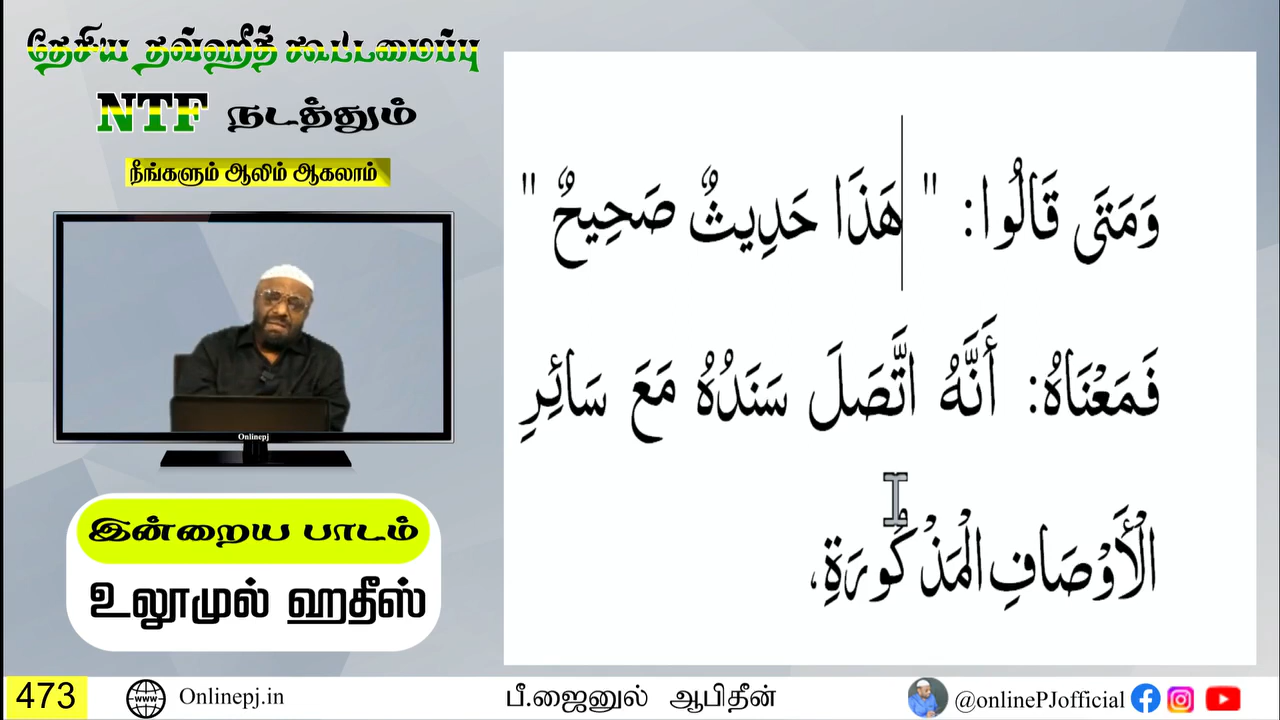 தேசிய தவ்ஹீத் கூட்டமைப்பு
NTF நடத்தும்
நீங்களும் ஆலிம் ஆகலாம்
Onlinepj
இன்றைய பாடம்
உலூமுல் ஹதீஸ்
وَمَتَى قَالُوا: " هَذَا حَدِيثٌ صَحِيحٌ "
فَمَعْنَاهُ: أَنَّهُ اتَّصَلَ سَنَدُهُ مَعَ سَائِرِ
الْأَوْصَافِ الْمَذْكُورَةِ،
473
www
Onlinepj.in
பீ.ஜைனுல் ஆபிதீன்
@onlinePJofficial